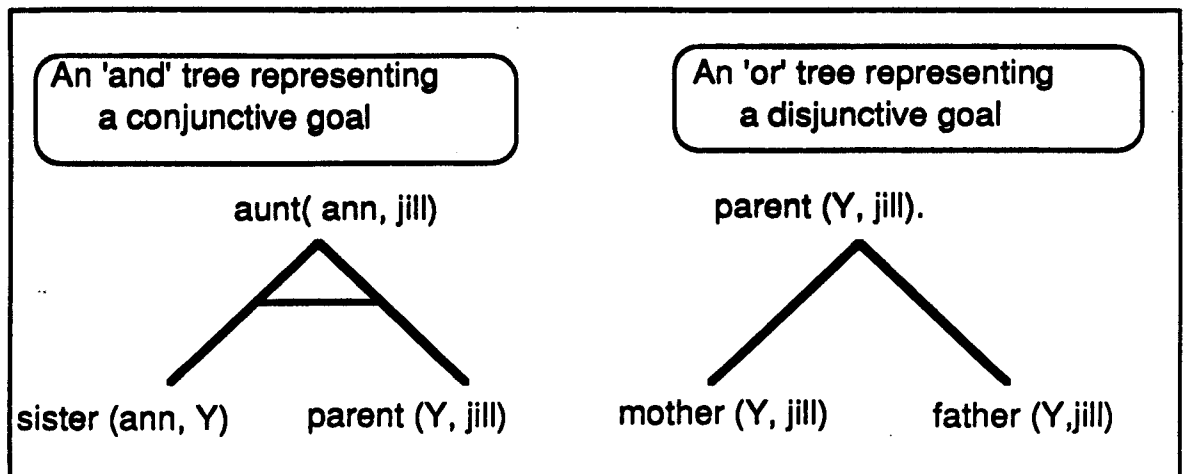 An 'and' tree representing
a conjunctive goal
An 'or' tree representing
a disjunctive goal
aunt( ann, jill)
parent (Y, jill).
sister (ann, Y)
parent (Y, jill)
mother (Y, jill)
father (Y,jill)